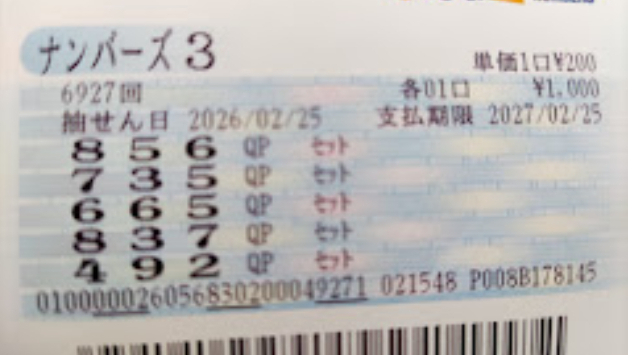 ナンバーズ3
単価1口¥200
6927回 各01口 ¥1,000
抽せん日 2026/02/25 支払期限 2027/02/25
8 5 6 QP セット
7 3 5 QP セット
6 6 5 QP セット
8 3 7 QP セット
4 9 2 QP セット
010000026056830200049271 021548 P008B178145